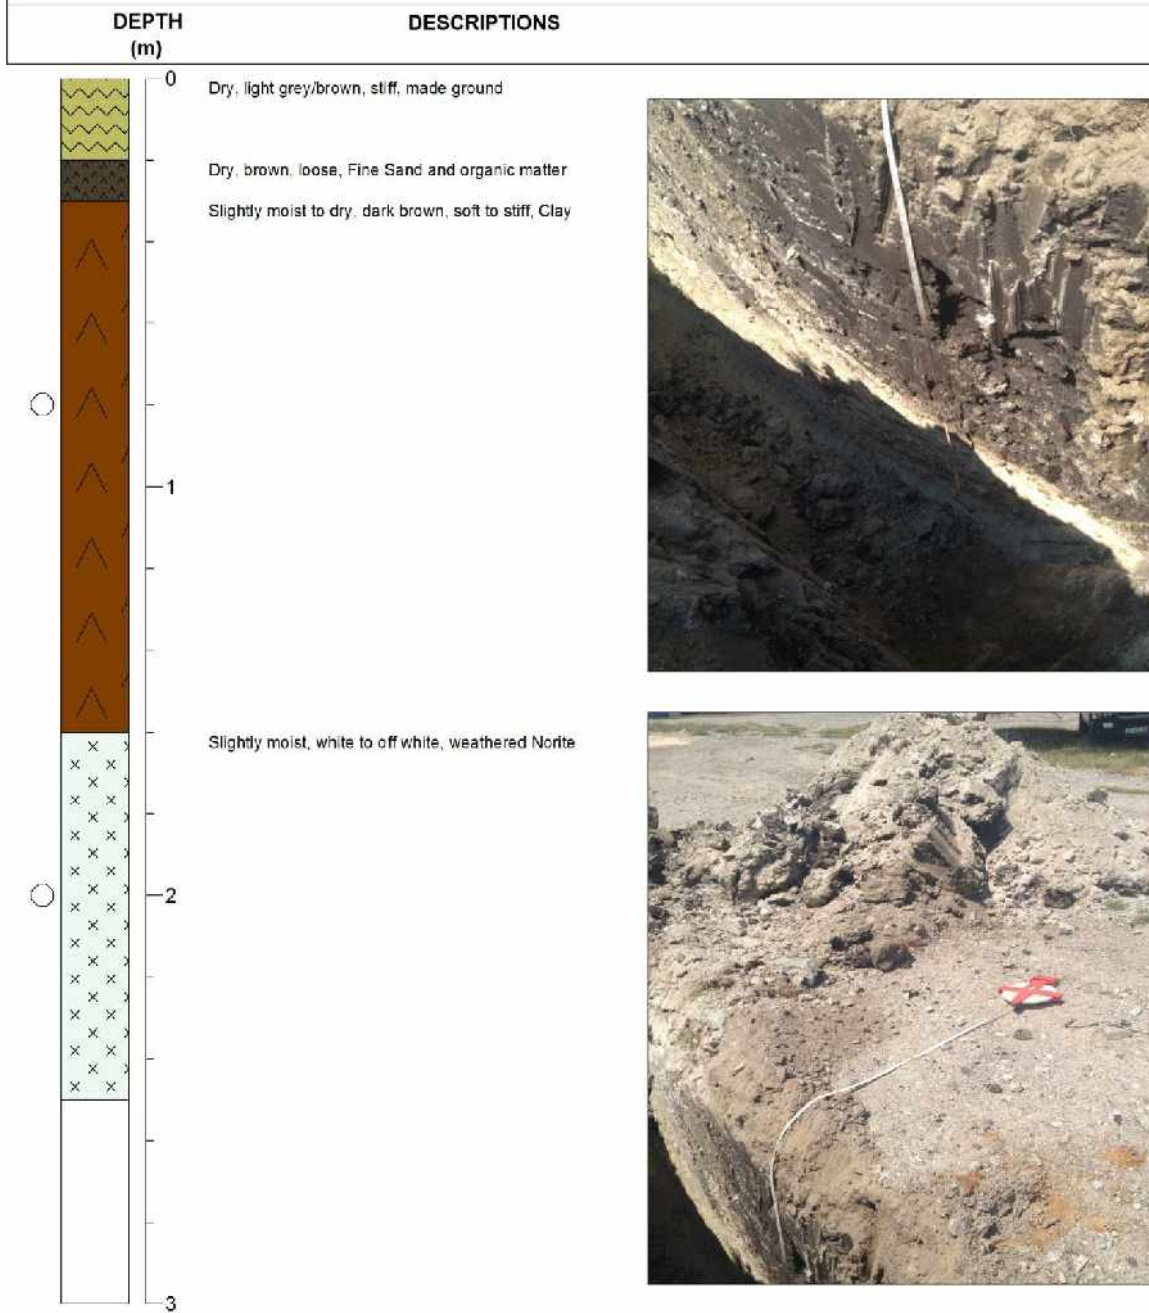 DEPTH
(m)
DESCRIPTIONS
0
Dry, light grey/brown, stiff, made ground
Dry, brown, loose, Fine Sand and organic matter
Slightly moist to dry, dark brown, soft to stiff, Clay
1
Slightly moist, white to off white, weathered Norite
2
3